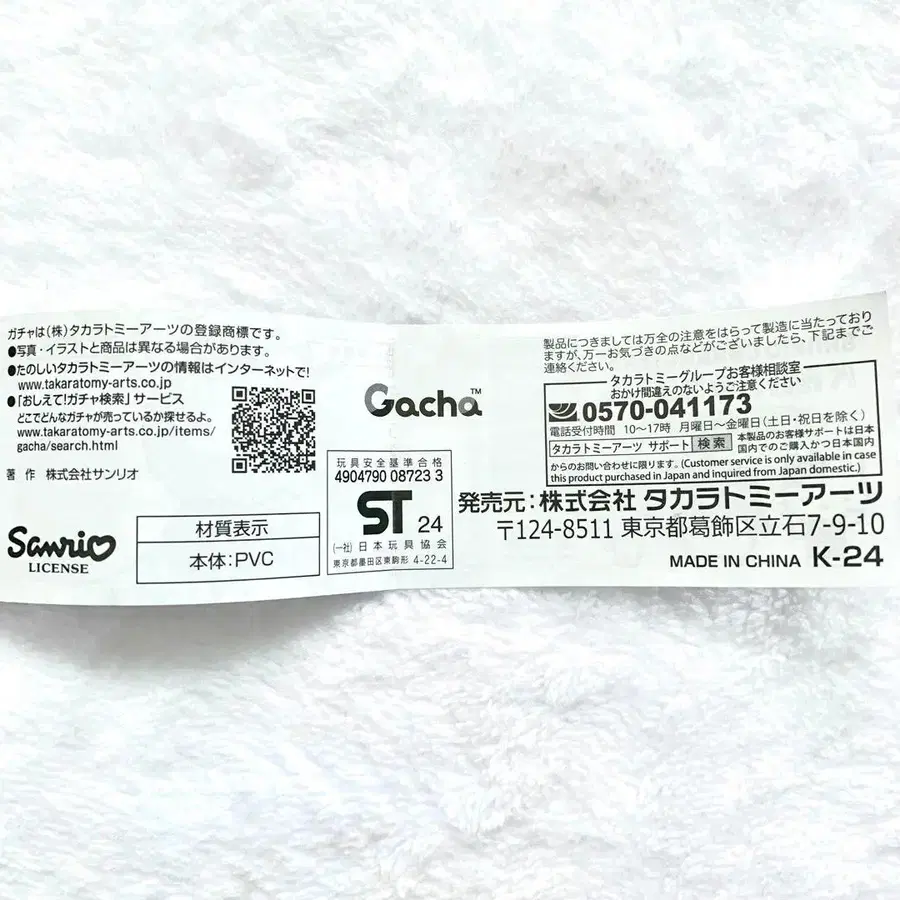 ガチャは(株)タカラトミーアーツの登録商標です。
●写真・イラストと商品は異なる場合があります。
●たのしいタカラトミーアーツの情報はインターネットで!
www.takaratomy-arts.co.jp
●「おしえて!ガチャ検索」サービス
どこでどんなガチャが売っているか探せるよ。
www.takaratomy-arts.co.jp/items/
gacha/search.html
著作 株式会社サンリオ
Sanrio
LICENSE
材質表示
本体:PVC
Gacha™
玩具安全基準合格
4904790 08723 3
ST 24
(一社)日本玩具協会
東京都墨田区東駒形 4-22-4
製品につきましては万全の注意をはらって製造に当たっており
ますが、万一お気づきの点などがございましたら、下記までご
連絡ください。
タカラトミーグループお客様相談室
おかけ間違えのないようご注意ください
0570-041173
電話受付時間 10~17時 月曜日~金曜日(土日・祝日を除く)
タカラトミーアーツ サポート 検索
本製品のお客様サポートは日本
国内でのご購入かつ日本国内
からのお問い合わせに限ります。(Customer service is only available in case
this product purchased in Japan and inquired from Japan domestic.)
発売元:株式会社 タカラトミーアーツ
〒124-8511 東京都葛飾区立石7-9-10
MADE IN CHINA K-24